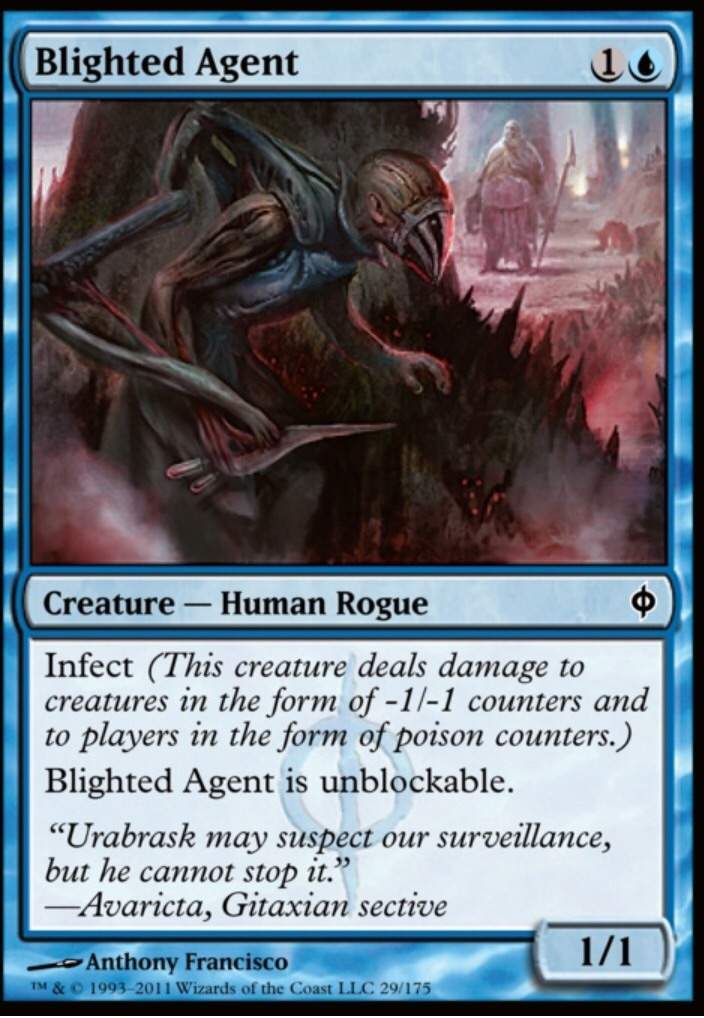 Blighted Agent
1
Creature — Human Rogue
Infect (This creature deals damage to
creatures in the form of -1/-1 counters and
to players in the form of poison counters.)
Blighted Agent is unblockable.
“Urabrask may suspect our surveillance,
but he cannot stop it.”
—Avaricta, Gitaxian sective
1/1
Anthony Francisco
™ & © 1993–2011 Wizards of the Coast LLC 29/175